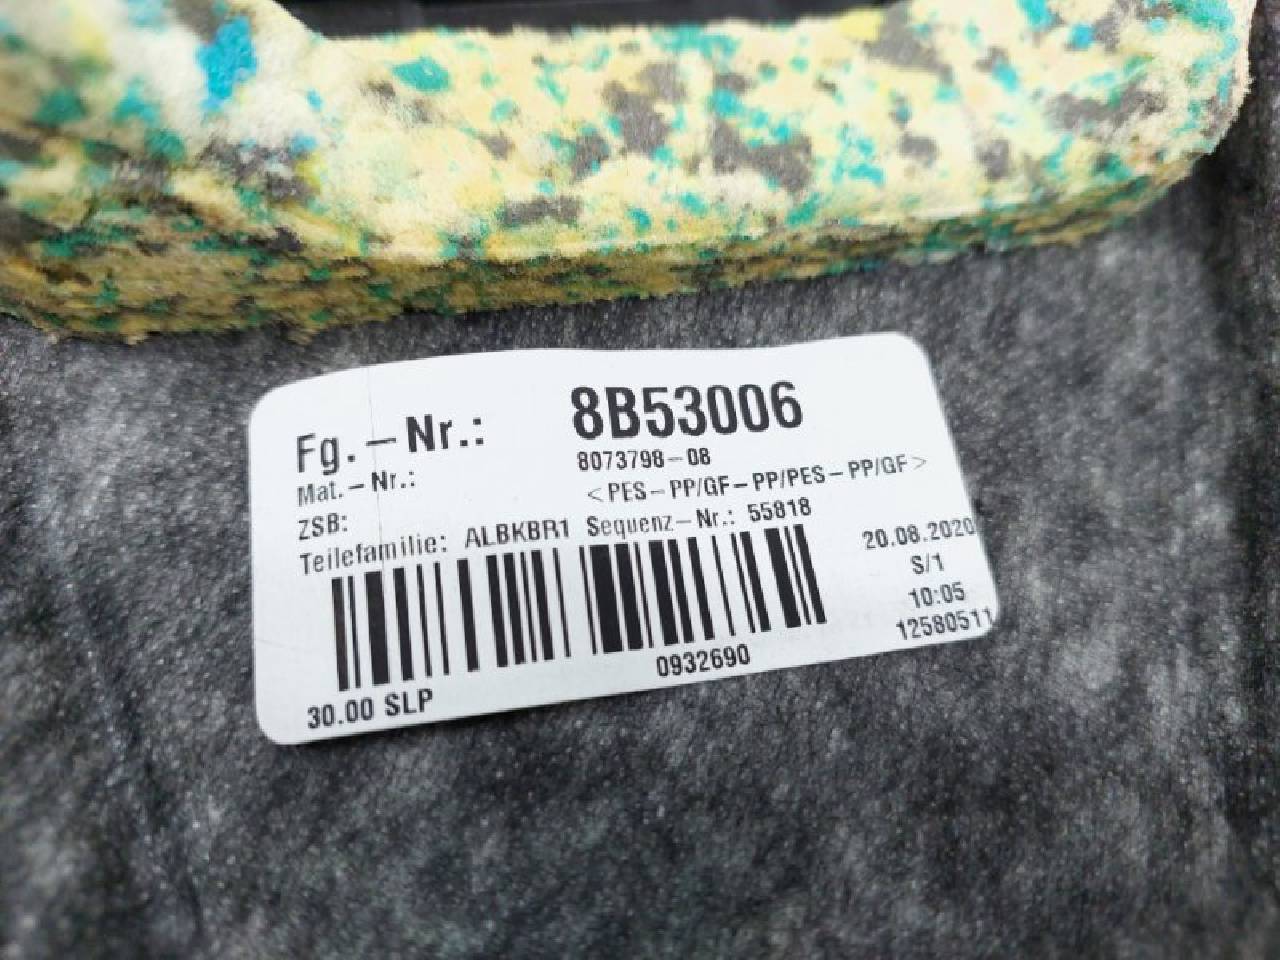 Fg.-Nr.: 8B53006
Mat.-Nr.: 8073798-08
ZSB: <PES-PP/GF-PP/PES-PP/GF>
Teilefamilie: ALBKBR1 Sequenz-Nr.: 55818
20.08.2020
S/1
10:05
12580511
0932690
30.00 SLP